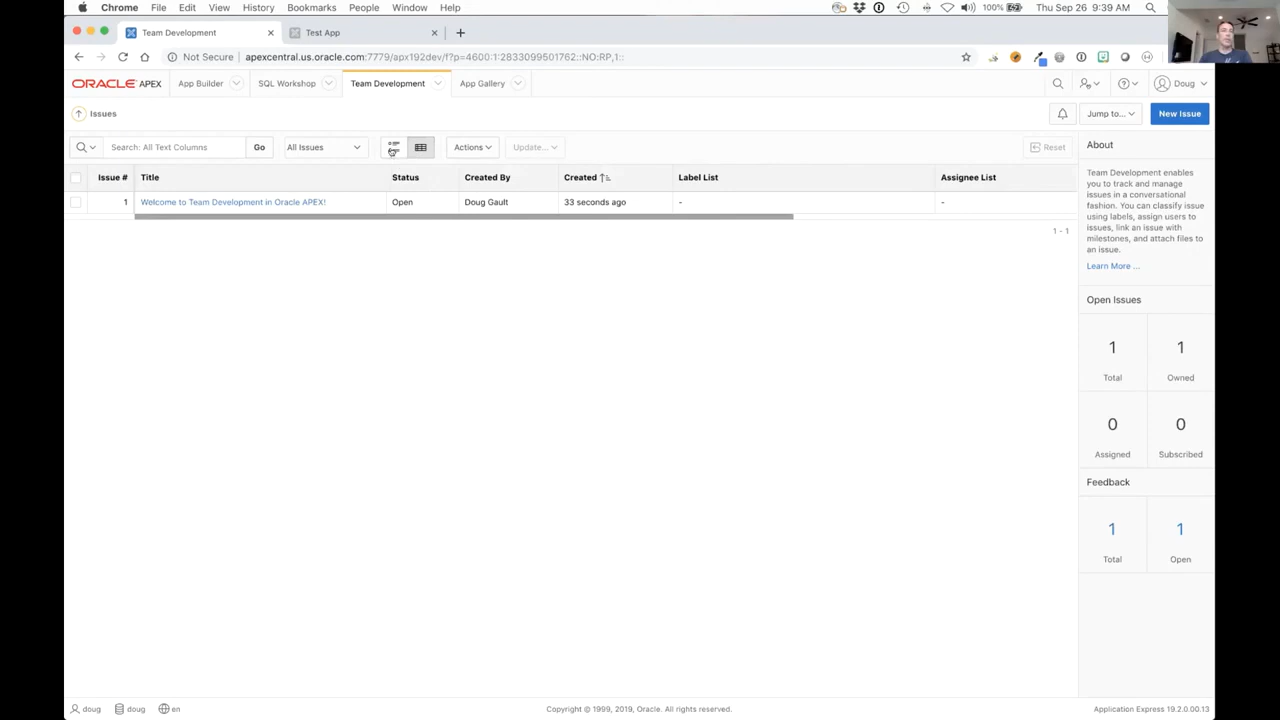 Chrome File Edit View History Bookmarks People Window Help 100% Thu Sep 26 9:39 AM
Team Development Test App
Not Secure apexcentral.us.oracle.com:7779/apx192dev/f?p=4600:1:2833099501762::NO:RP,1::
ORACLE APEX App Builder SQL Workshop Team Development App Gallery Doug
Issues Jump to... New Issue
Search: All Text Columns Go All Issues Actions Update... Reset
About
Issue # Title Status Created By Created Label List Assignee List
1 Welcome to Team Development in Oracle APEX! Open Doug Gault 33 seconds ago - -
1 - 1
Team Development enables
you to track and manage
issues in a conversational
fashion. You can classify issue
using labels, assign users to
issues, link an issue with
milestones, and attach files to
an issue.
Learn More ...
Open Issues
1 1
Total Owned
0 0
Assigned Subscribed
Feedback
1 1
Total Open
doug doug en Copyright © 1999, 2019, Oracle. All rights reserved. Application Express 19.2.0.00.13